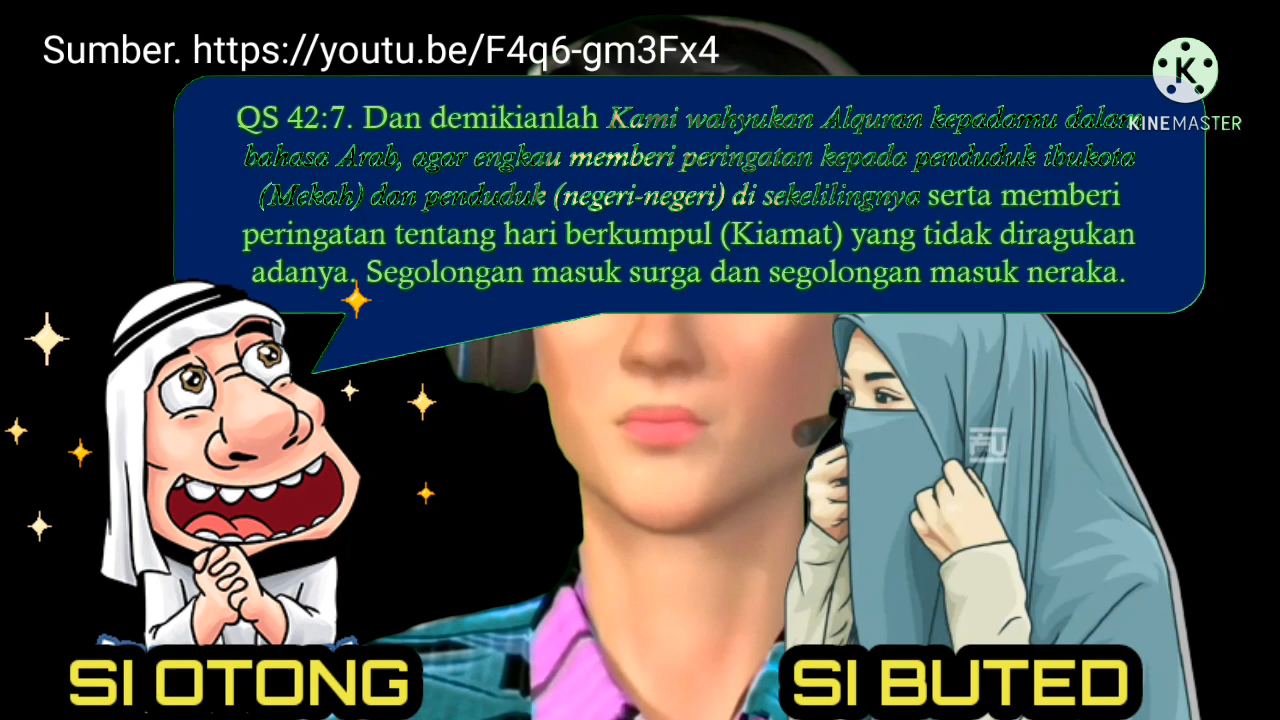 Sumber. https://youtu.be/F4q6-gm3Fx4
QS 42:7. Dan demikianlah Kami wahyukan Alquran kepadamu dalam
bahasa Arab, agar engkau memberi peringatan kepada penduduk ibukota
(Mekah) dan penduduk (negeri-negeri) di sekelilingnya serta memberi
peringatan tentang hari berkumpul (Kiamat) yang tidak diragukan
adanya. Segolongan masuk surga dan segolongan masuk neraka.
K
KINEMASTER
SI OTONG
SI BUTED